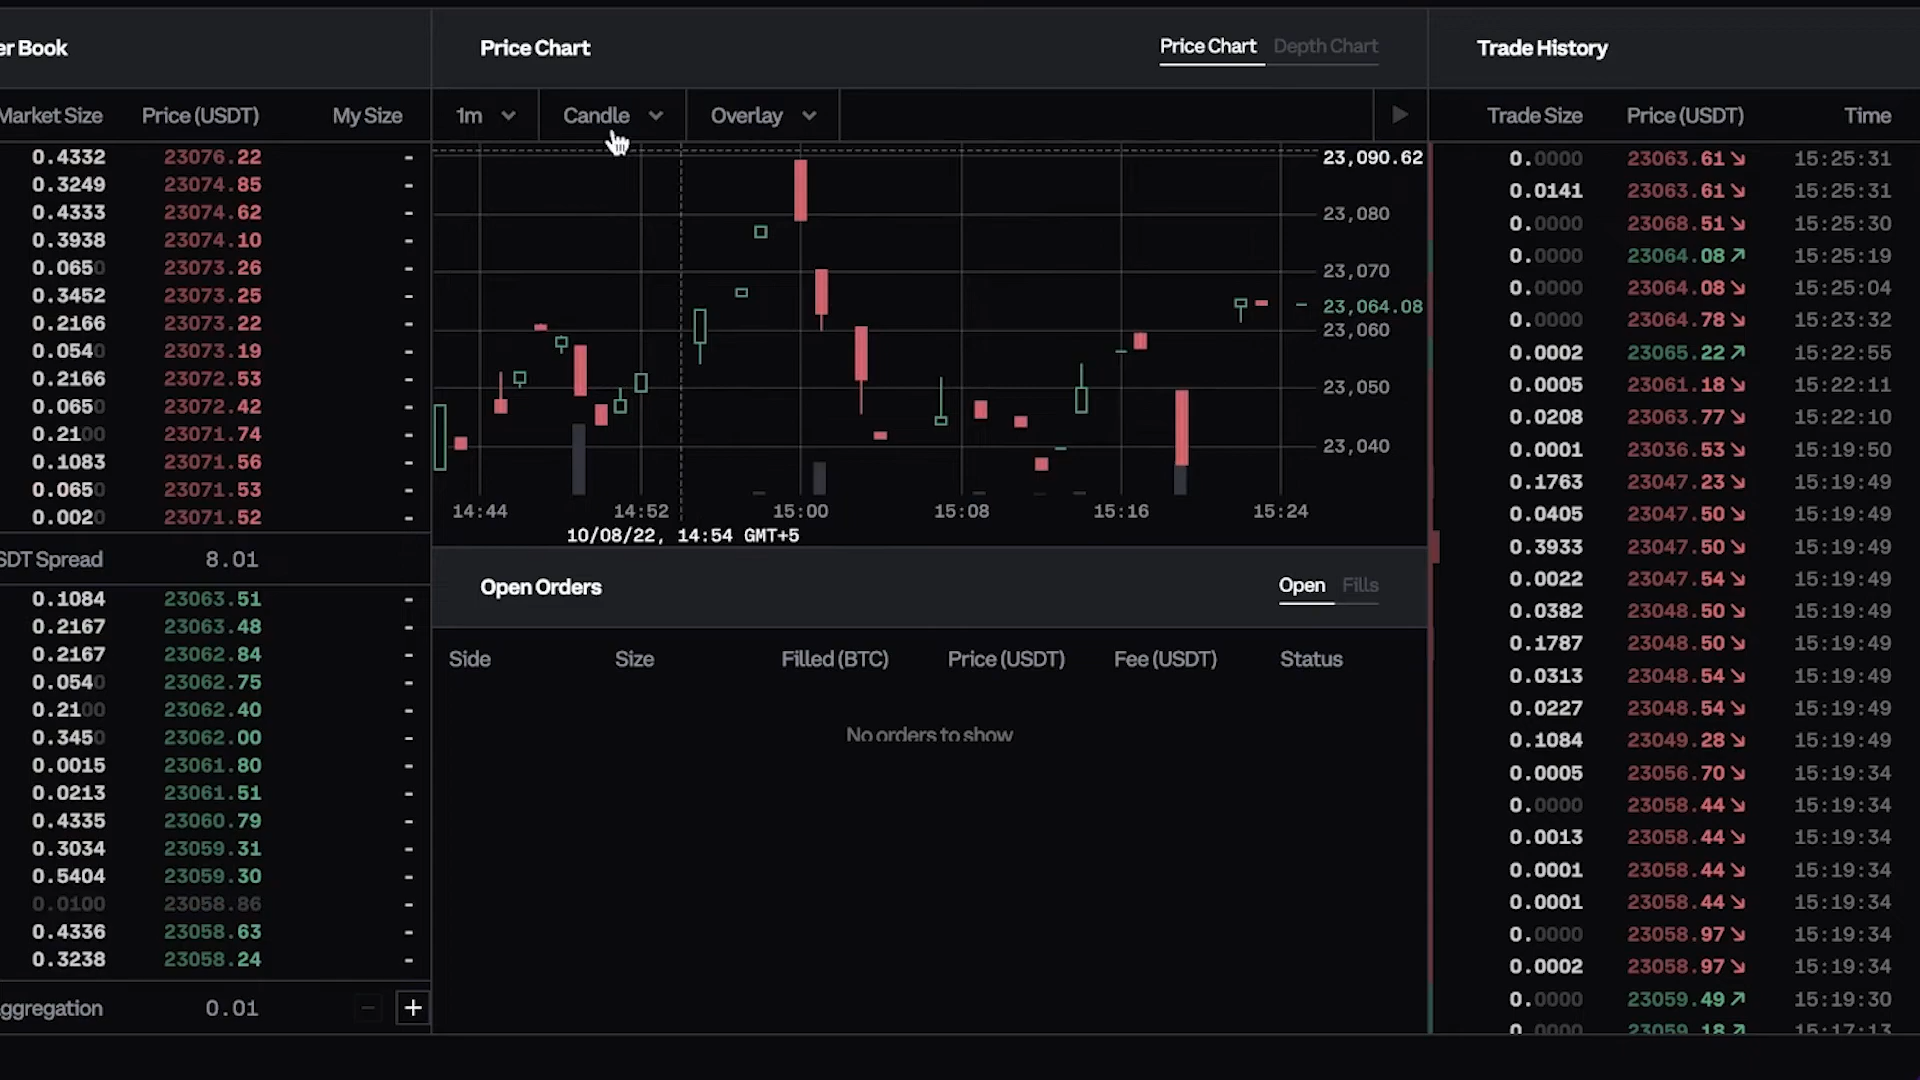 er Book
Market Size Price (USDT) My Size
0.4332 23076.22 -
0.3249 23074.85 -
0.4333 23074.62 -
0.3938 23074.10 -
0.0650 23073.26 -
0.3452 23073.25 -
0.2166 23073.22 -
0.0540 23073.19 -
0.2166 23072.53 -
0.0650 23072.42 -
0.2100 23071.74 -
0.1083 23071.56 -
0.0650 23071.53 -
0.0020 23071.52 -
SDT Spread 8.01
0.1084 23063.51 -
0.2167 23063.48 -
0.2167 23062.84 -
0.0540 23062.75 -
0.2100 23062.40 -
0.3450 23062.00 -
0.0015 23061.80 -
0.0213 23061.51 -
0.4335 23060.79 -
0.3034 23059.31 -
0.5404 23059.30 -
0.0100 23058.86 -
0.4336 23058.63 -
0.3238 23058.24 -
ggregation 0.01 - +
Price Chart Price Chart Depth Chart
1m Candle Overlay
23,090.62
23,080
23,070
23,064.08
23,060
23,050
23,040
14:44 14:52 15:00 15:08 15:16 15:24
10/08/22, 14:54 GMT+5
Open Orders Open Fills
Side Size Filled (BTC) Price (USDT) Fee (USDT) Status
No orders to show
Trade History
Trade Size Price (USDT) Time
0.0000 23063.61 ↘ 15:25:31
0.0141 23063.61 ↘ 15:25:31
0.0000 23068.51 ↘ 15:25:30
0.0000 23064.08 ↗ 15:25:19
0.0000 23064.08 ↘ 15:25:04
0.0000 23064.78 ↘ 15:23:32
0.0002 23065.22 ↗ 15:22:55
0.0005 23061.18 ↘ 15:22:11
0.0208 23063.77 ↘ 15:22:10
0.0001 23036.53 ↘ 15:19:50
0.1763 23047.23 ↘ 15:19:49
0.0405 23047.50 ↘ 15:19:49
0.3933 23047.50 ↘ 15:19:49
0.0022 23047.54 ↘ 15:19:49
0.0382 23048.50 ↘ 15:19:49
0.1787 23048.50 ↘ 15:19:49
0.0313 23048.54 ↘ 15:19:49
0.0227 23048.54 ↘ 15:19:49
0.1084 23049.28 ↘ 15:19:49
0.0005 23056.70 ↘ 15:19:34
0.0000 23058.44 ↘ 15:19:34
0.0013 23058.44 ↘ 15:19:34
0.0001 23058.44 ↘ 15:19:34
0.0001 23058.44 ↘ 15:19:34
0.0000 23058.97 ↘ 15:19:34
0.0002 23058.97 ↘ 15:19:34
0.0000 23059.49 ↗ 15:19:30
0.0000 23059.18 ↗ 15:17:13